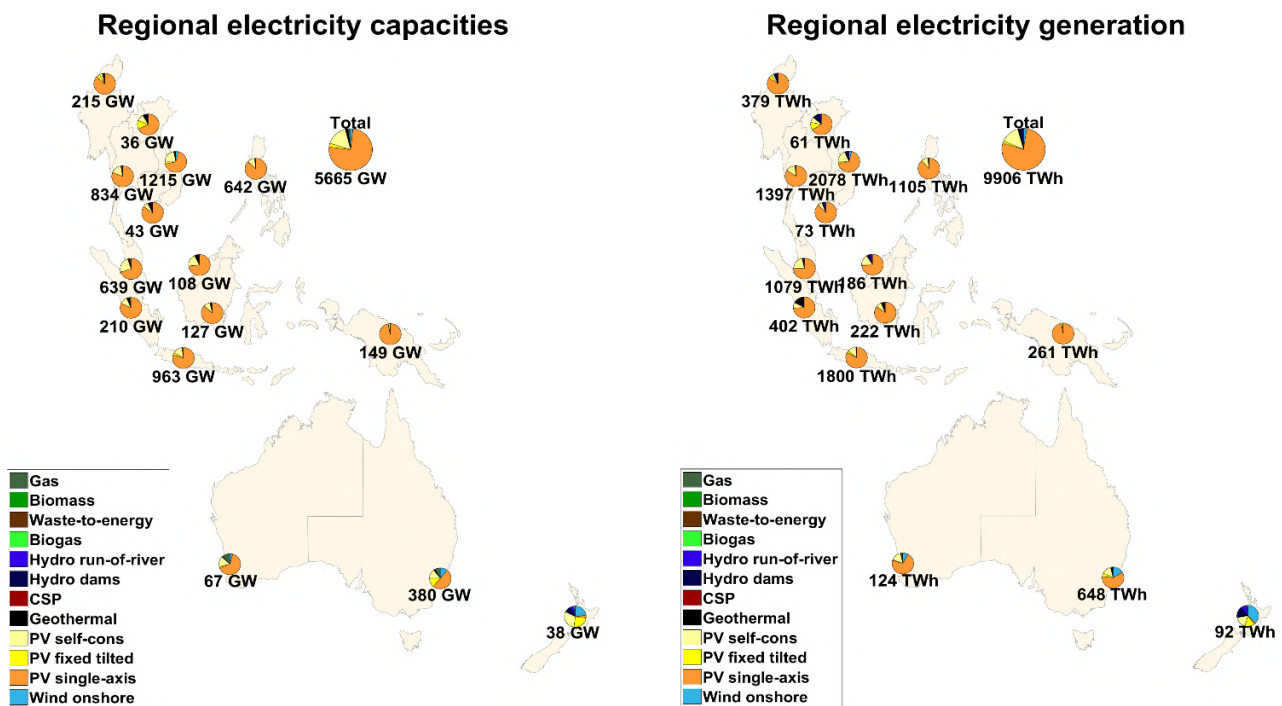 Regional electricity capacities
215 GW
36 GW
1215 GW
834 GW
43 GW
642 GW
Total
5665 GW
639 GW
108 GW
210 GW
127 GW
963 GW
149 GW
67 GW
380 GW
38 GW
Gas
Biomass
Waste-to-energy
Biogas
Hydro run-of-river
Hydro dams
CSP
Geothermal
PV self-cons
PV fixed tilted
PV single-axis
Wind onshore
Regional electricity generation
379 TWh
61 TWh
2078 TWh
1397 TWh
73 TWh
1105 TWh
Total
9906 TWh
1079 TWh
186 TWh
402 TWh
222 TWh
1800 TWh
261 TWh
124 TWh
648 TWh
92 TWh
Gas
Biomass
Waste-to-energy
Biogas
Hydro run-of-river
Hydro dams
CSP
Geothermal
PV self-cons
PV fixed tilted
PV single-axis
Wind onshore